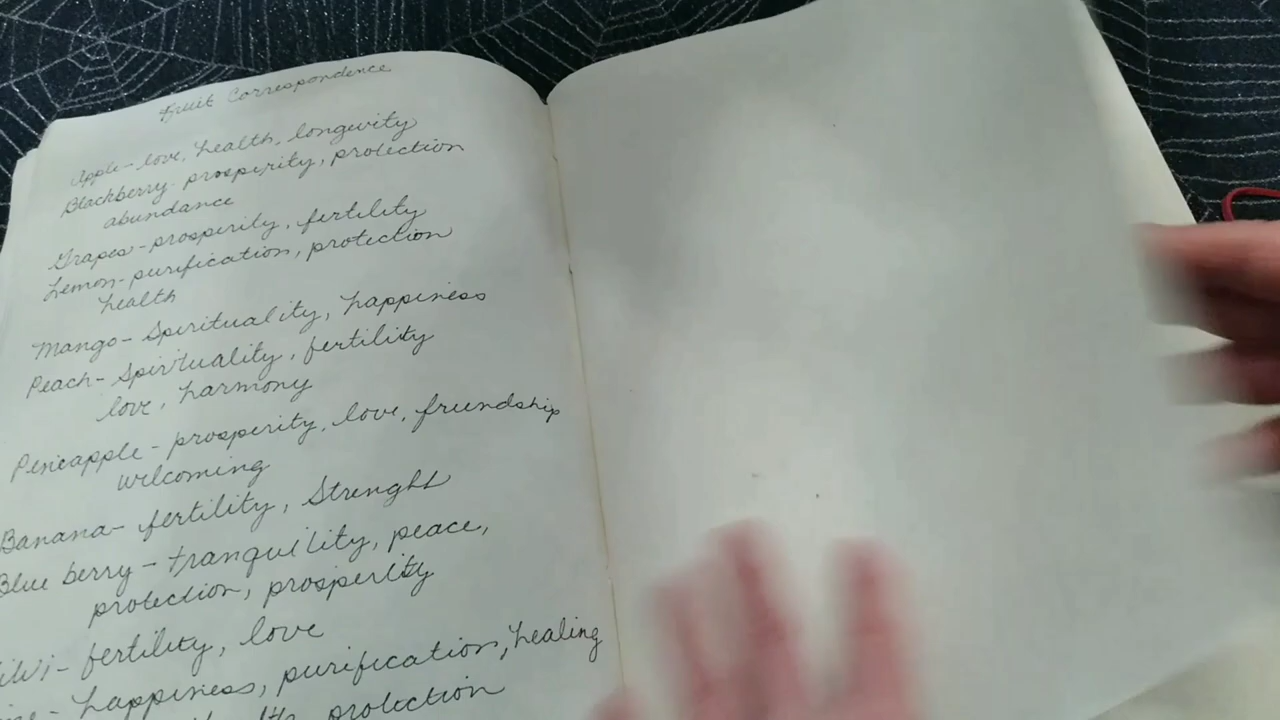 Fruit Correspondence
Apple- love, health, longevity
Blackberry- prosperity, protection
abundance
Grapes- prosperity, fertility
Lemon- purification, protection
health
Mango- Spirituality, happiness
Peach- Spirtuality, fertility
love, harmony
Pineapple- prosperity, love, friendship
welcoming
Banana- fertility, Strenght
Blue berry- tranquility, peace,
protection, prosperity
fertility, love
happiness, purification, healing
protection